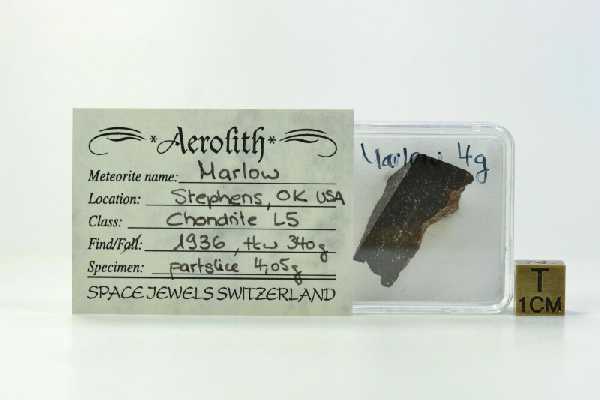 *Aerolith*
Meteorite name: Marlow
Location: Stephens, OK USA
Class: Chondrite L5
Find/Fall: 1936, tkw 340g
Specimen: partslice 4,05g
SPACE JEWELS SWITZERLAND
Marlow 4g
T
1CM